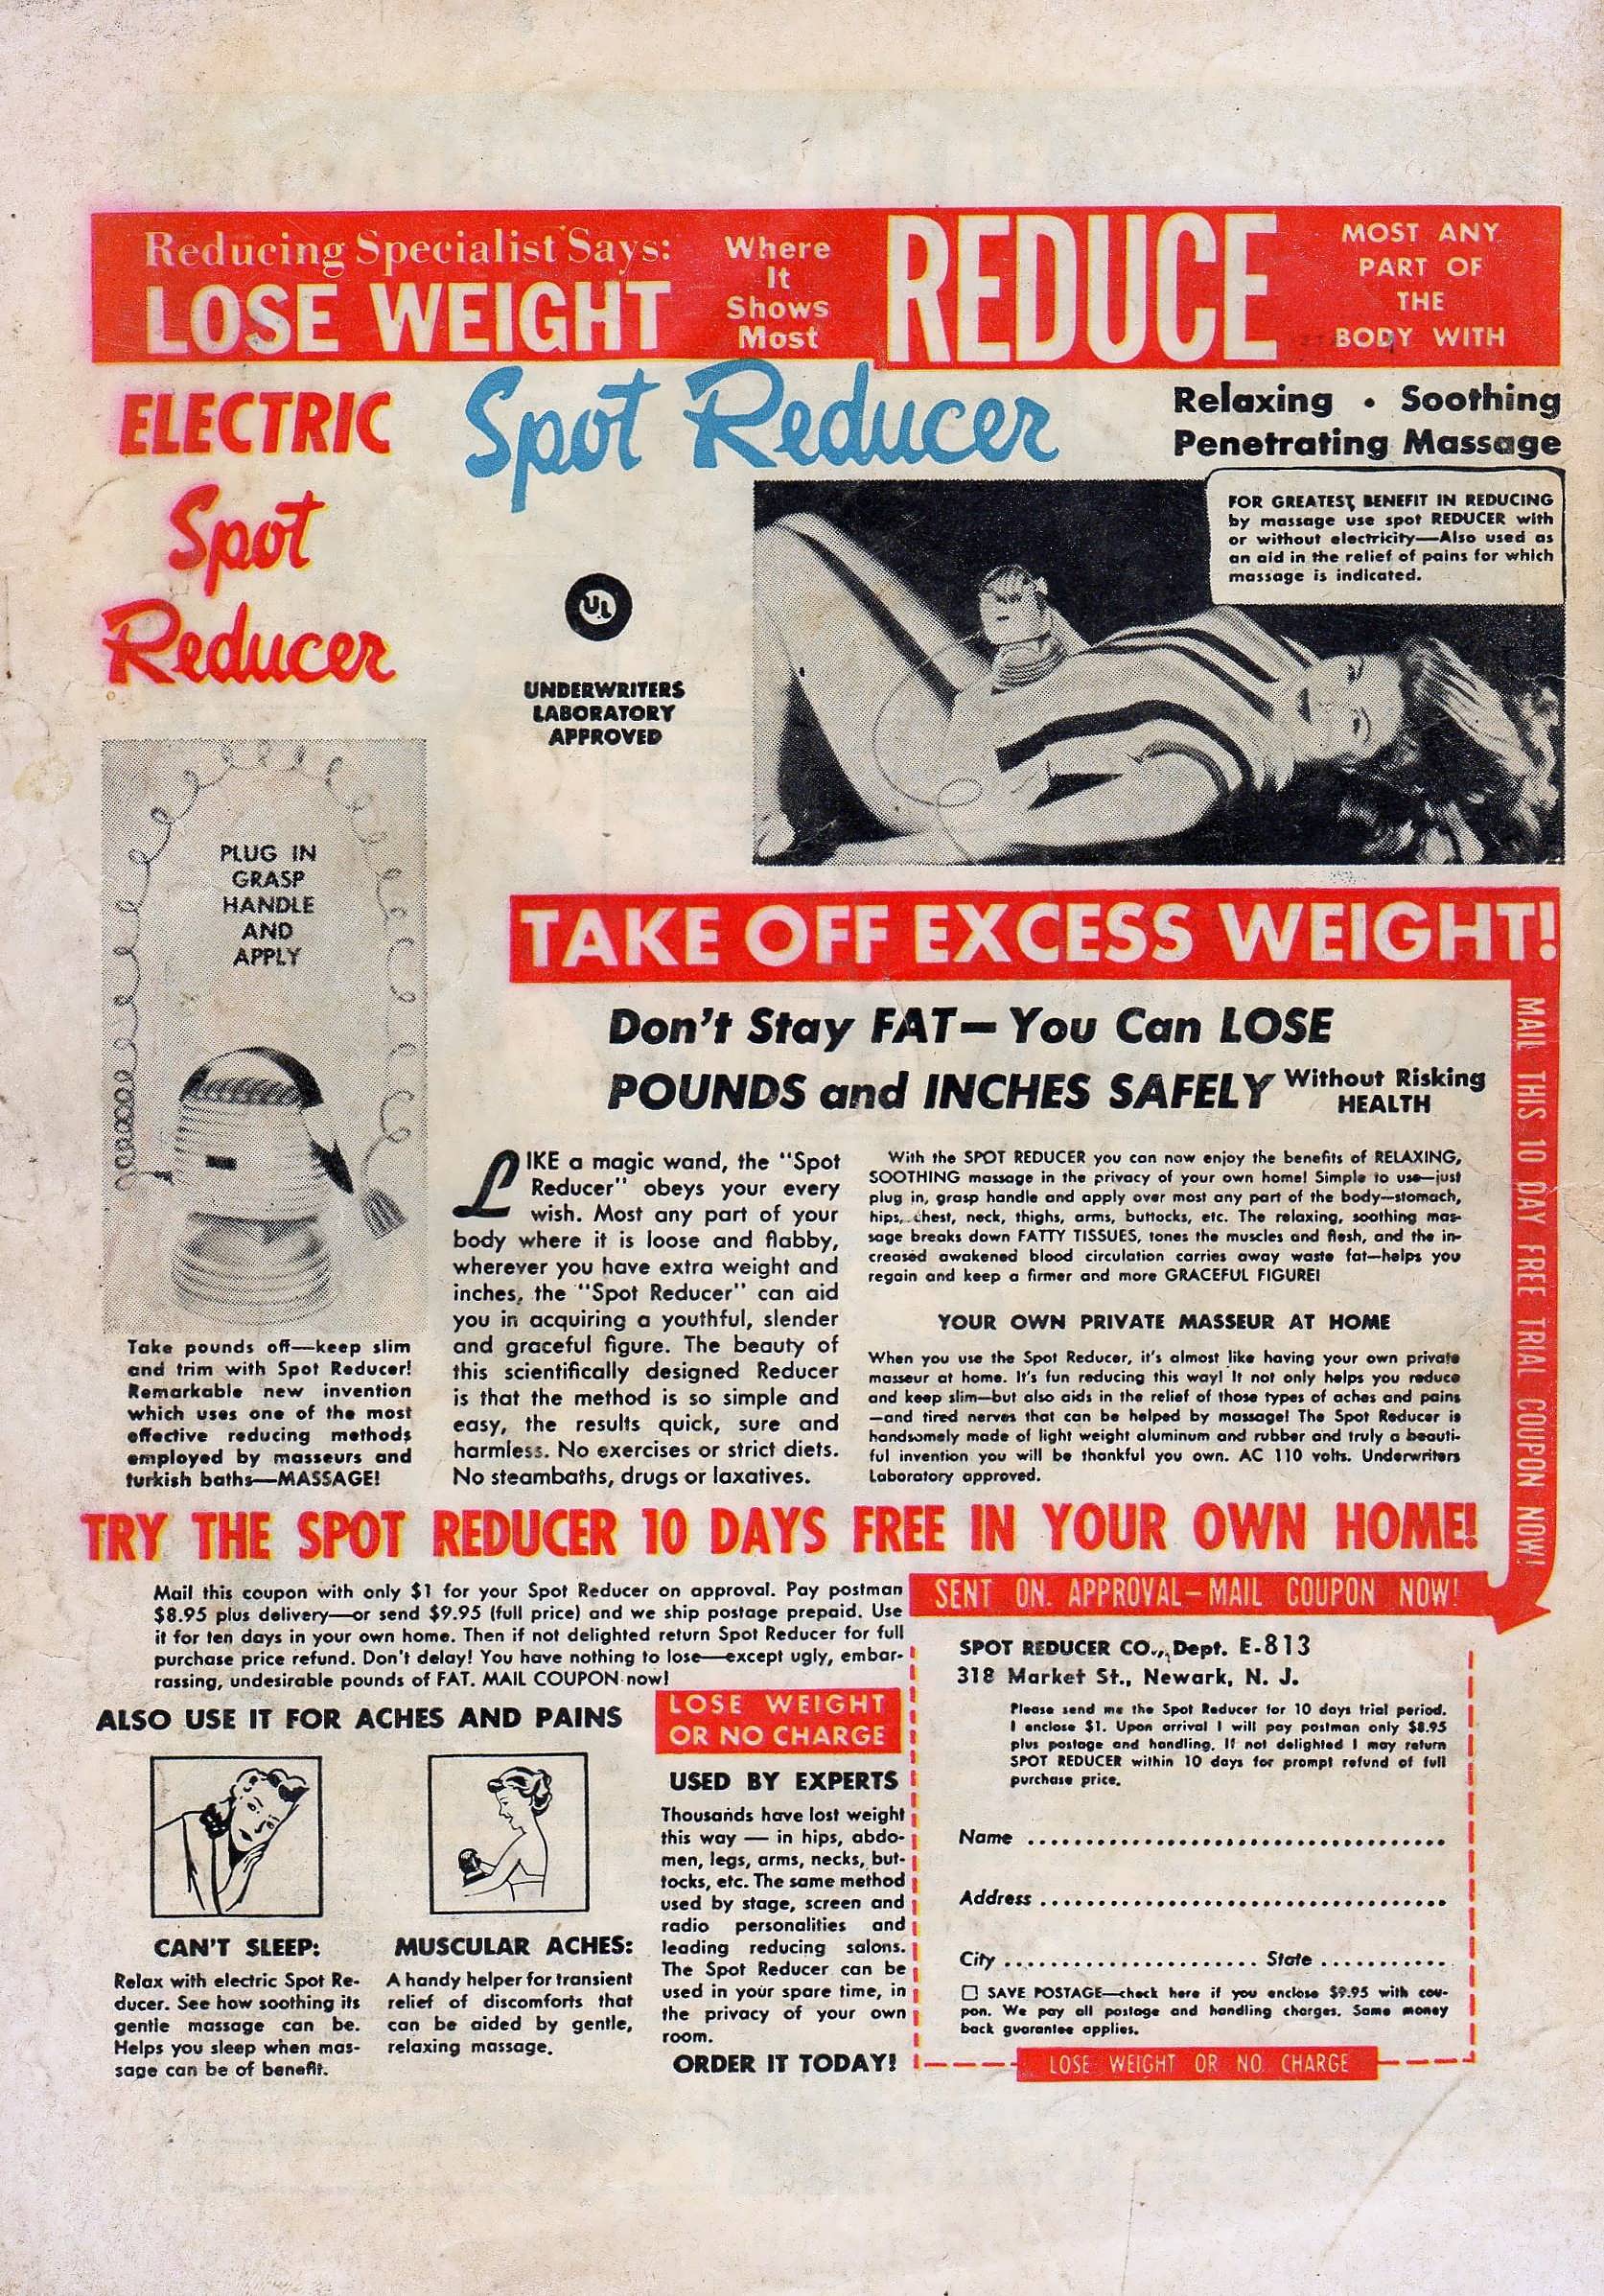 Reducing Specialist Says:
LOSE WEIGHT
Where
It
Shows
Most
REDUCE
MOST ANY
PART OF
THE
BODY WITH
ELECTRIC
Spot
Reducer
Spot Reducer
Relaxing • Soothing
Penetrating Massage
UL
UNDERWRITERS
LABORATORY
APPROVED
FOR GREATEST BENEFIT IN REDUCING
by massage use spot REDUCER with
or without electricity—Also used as
an aid in the relief of pains for which
massage is indicated.
PLUG IN
GRASP
HANDLE
AND
APPLY
Take pounds off—keep slim
and trim with Spot Reducer!
Remarkable new invention
which uses one of the most
effective reducing methods
employed by masseurs and
turkish baths—MASSAGE!
TAKE OFF EXCESS WEIGHT!
Don't Stay FAT—You Can LOSE
POUNDS and INCHES SAFELY Without Risking
HEALTH
MAIL THIS 10 DAY FREE TRIAL COUPON NOW!
LIKE a magic wand, the "Spot
Reducer" obeys your every
wish. Most any part of your
body where it is loose and flabby,
wherever you have extra weight and
inches, the "Spot Reducer" can aid
you in acquiring a youthful, slender
and graceful figure. The beauty of
this scientifically designed Reducer
is that the method is so simple and
easy, the results quick, sure and
harmless. No exercises or strict diets.
No steambaths, drugs or laxatives.
With the SPOT REDUCER you can now enjoy the benefits of RELAXING,
SOOTHING massage in the privacy of your own home! Simple to use—just
plug in, grasp handle and apply over most any part of the body—stomach,
hips, chest, neck, thighs, arms, buttocks, etc. The relaxing, soothing mas-
sage breaks down FATTY TISSUES, tones the muscles and flesh, and the in-
creased awakened blood circulation carries away waste fat—helps you
regain and keep a firmer and more GRACEFUL FIGURE!
YOUR OWN PRIVATE MASSEUR AT HOME
When you use the Spot Reducer, it's almost like having your own private
masseur at home. It's fun reducing this way! It not only helps you reduce
and keep slim—but also aids in the relief of those types of aches and pains
—and tired nerves that can be helped by massage! The Spot Reducer is
handsomely made of light weight aluminum and rubber and truly a beauti-
ful invention you will be thankful you own. AC 110 volts. Underwriters
Laboratory approved.
TRY THE SPOT REDUCER 10 DAYS FREE IN YOUR OWN HOME!
Mail this coupon with only $1 for your Spot Reducer on approval. Pay postman
$8.95 plus delivery—or send $9.95 (full price) and we ship postage prepaid. Use
it for ten days in your own home. Then if not delighted return Spot Reducer for full
purchase price refund. Don't delay! You have nothing to lose—except ugly, embar-
rassing, undesirable pounds of FAT. MAIL COUPON now!
ALSO USE IT FOR ACHES AND PAINS
CAN'T SLEEP:
Relax with electric Spot Re-
ducer. See how soothing its
gentle massage can be.
Helps you sleep when mas-
sage can be of benefit.
MUSCULAR ACHES:
A handy helper for transient
relief of discomforts that
can be aided by gentle,
relaxing massage.
LOSE WEIGHT
OR NO CHARGE
USED BY EXPERTS
Thousands have lost weight
this way — in hips, abdo-
men, legs, arms, necks, but-
tocks, etc. The same method
used by stage, screen and
radio personalities and
leading reducing salons.
The Spot Reducer can be
used in your spare time, in
the privacy of your own
room.
ORDER IT TODAY!
SENT ON APPROVAL—MAIL COUPON NOW!
SPOT REDUCER CO., Dept. E-813
318 Market St., Newark, N. J.
Please send me the Spot Reducer for 10 days trial period.
I enclose $1. Upon arrival I will pay postman only $8.95
plus postage and handling. If not delighted I may return
SPOT REDUCER within 10 days for prompt refund of full
purchase price.
Name ....................................
Address ...................................
City ...................... State ...........
☐ SAVE POSTAGE—check here if you enclose $9.95 with cou-
pon. We pay all postage and handling charges. Same money
back guarantee applies.
LOSE WEIGHT OR NO CHARGE